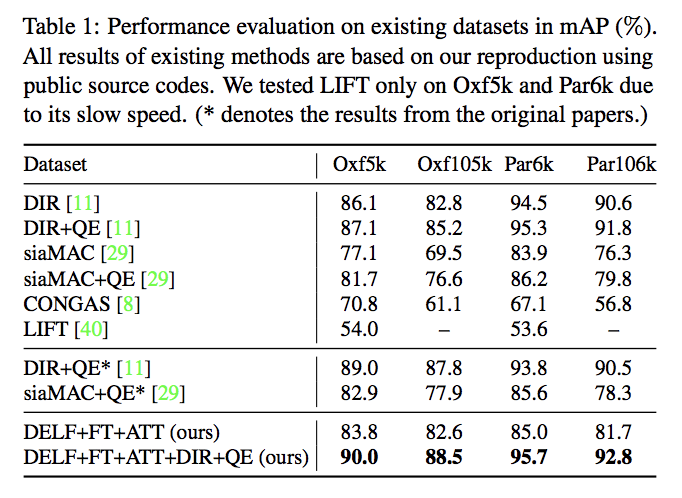 Table 1: Performance evaluation on existing datasets in mAP (%).
All results of existing methods are based on our reproduction using
public source codes. We tested LIFT only on Oxf5k and Par6k due
to its slow speed. (* denotes the results from the original papers.)
Dataset Oxf5k Oxf105k Par6k Par106k
DIR [11] 86.1 82.8 94.5 90.6
DIR+QE [11] 87.1 85.2 95.3 91.8
siaMAC [29] 77.1 69.5 83.9 76.3
siaMAC+QE [29] 81.7 76.6 86.2 79.8
CONGAS [8] 70.8 61.1 67.1 56.8
LIFT [40] 54.0 – 53.6 –
DIR+QE* [11] 89.0 87.8 93.8 90.5
siaMAC+QE* [29] 82.9 77.9 85.6 78.3
DELF+FT+ATT (ours) 83.8 82.6 85.0 81.7
DELF+FT+ATT+DIR+QE (ours) 90.0 88.5 95.7 92.8